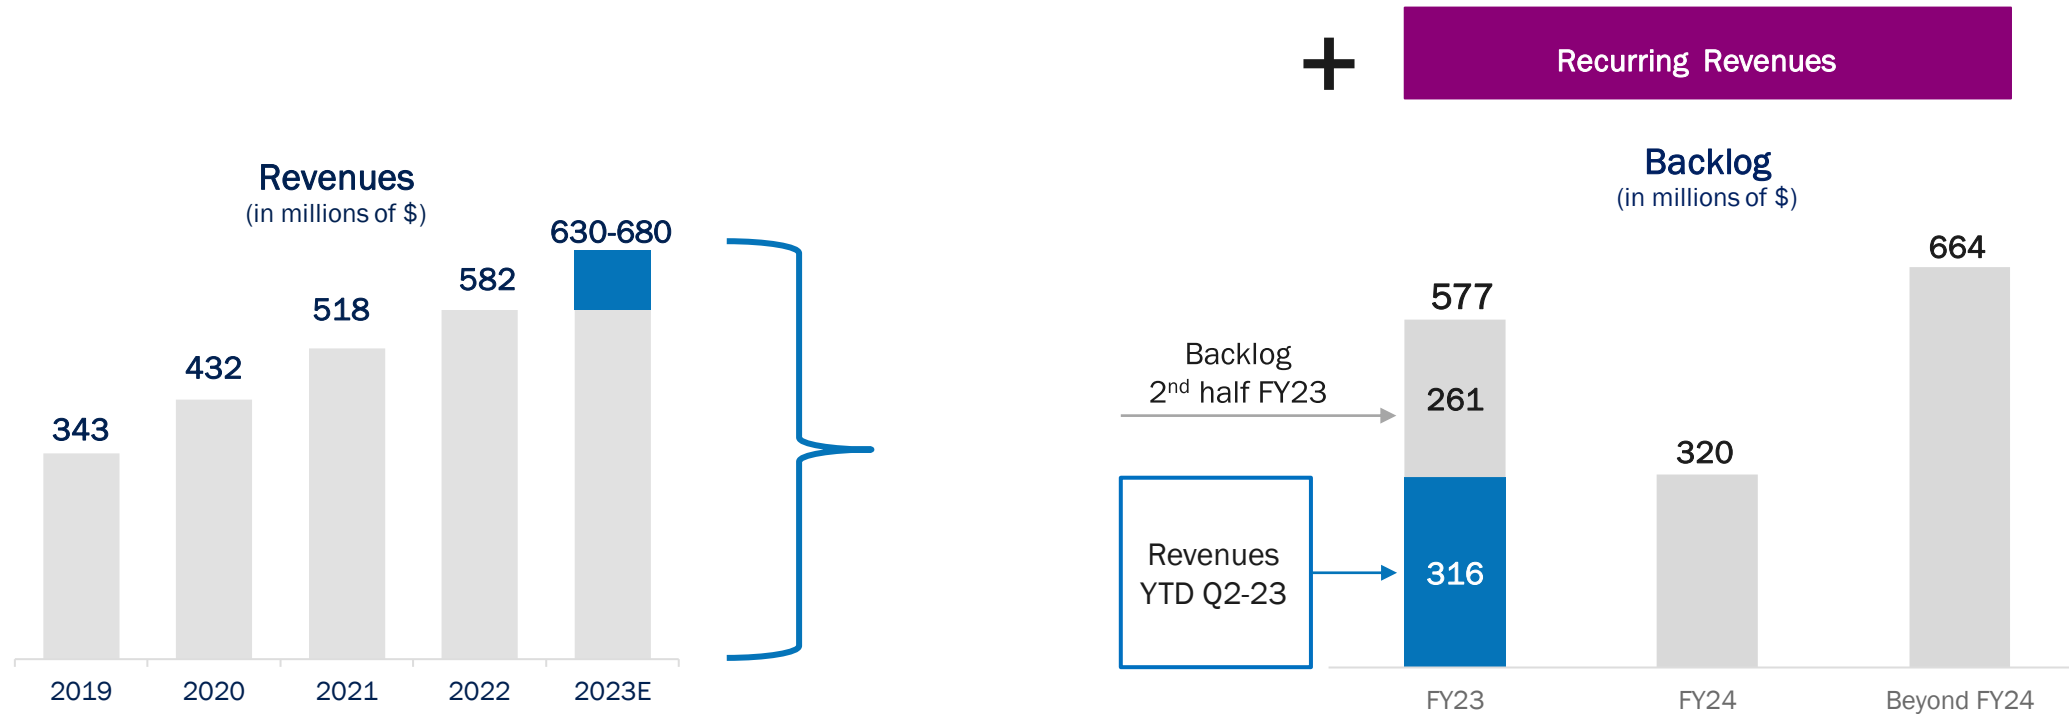 +
Recurring Revenues
Revenues
(in millions of $)
343
432
518
582
630-680
2019
2020
2021
2022
2023E
Backlog
(in millions of $)
577
261
316
320
664
Backlog
2nd half FY23
Revenues
YTD Q2-23
FY23
FY24
Beyond FY24